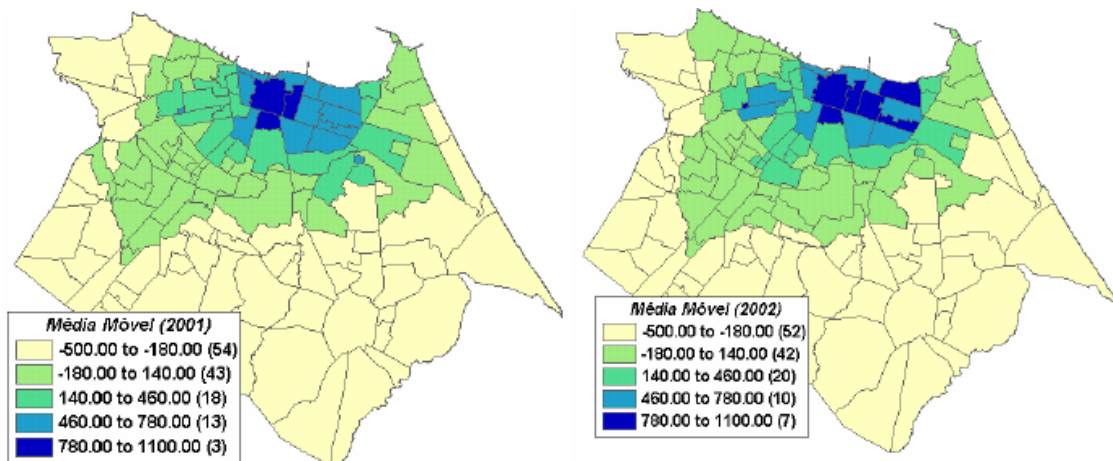 Média Móvel (2001)
-500.00 to -180.00 (54)
-180.00 to 140.00 (43)
140.00 to 460.00 (18)
460.00 to 780.00 (13)
780.00 to 1100.00 (3)
Média Móvel (2002)
-500.00 to -180.00 (52)
-180.00 to 140.00 (42)
140.00 to 460.00 (20)
460.00 to 780.00 (10)
780.00 to 1100.00 (7)